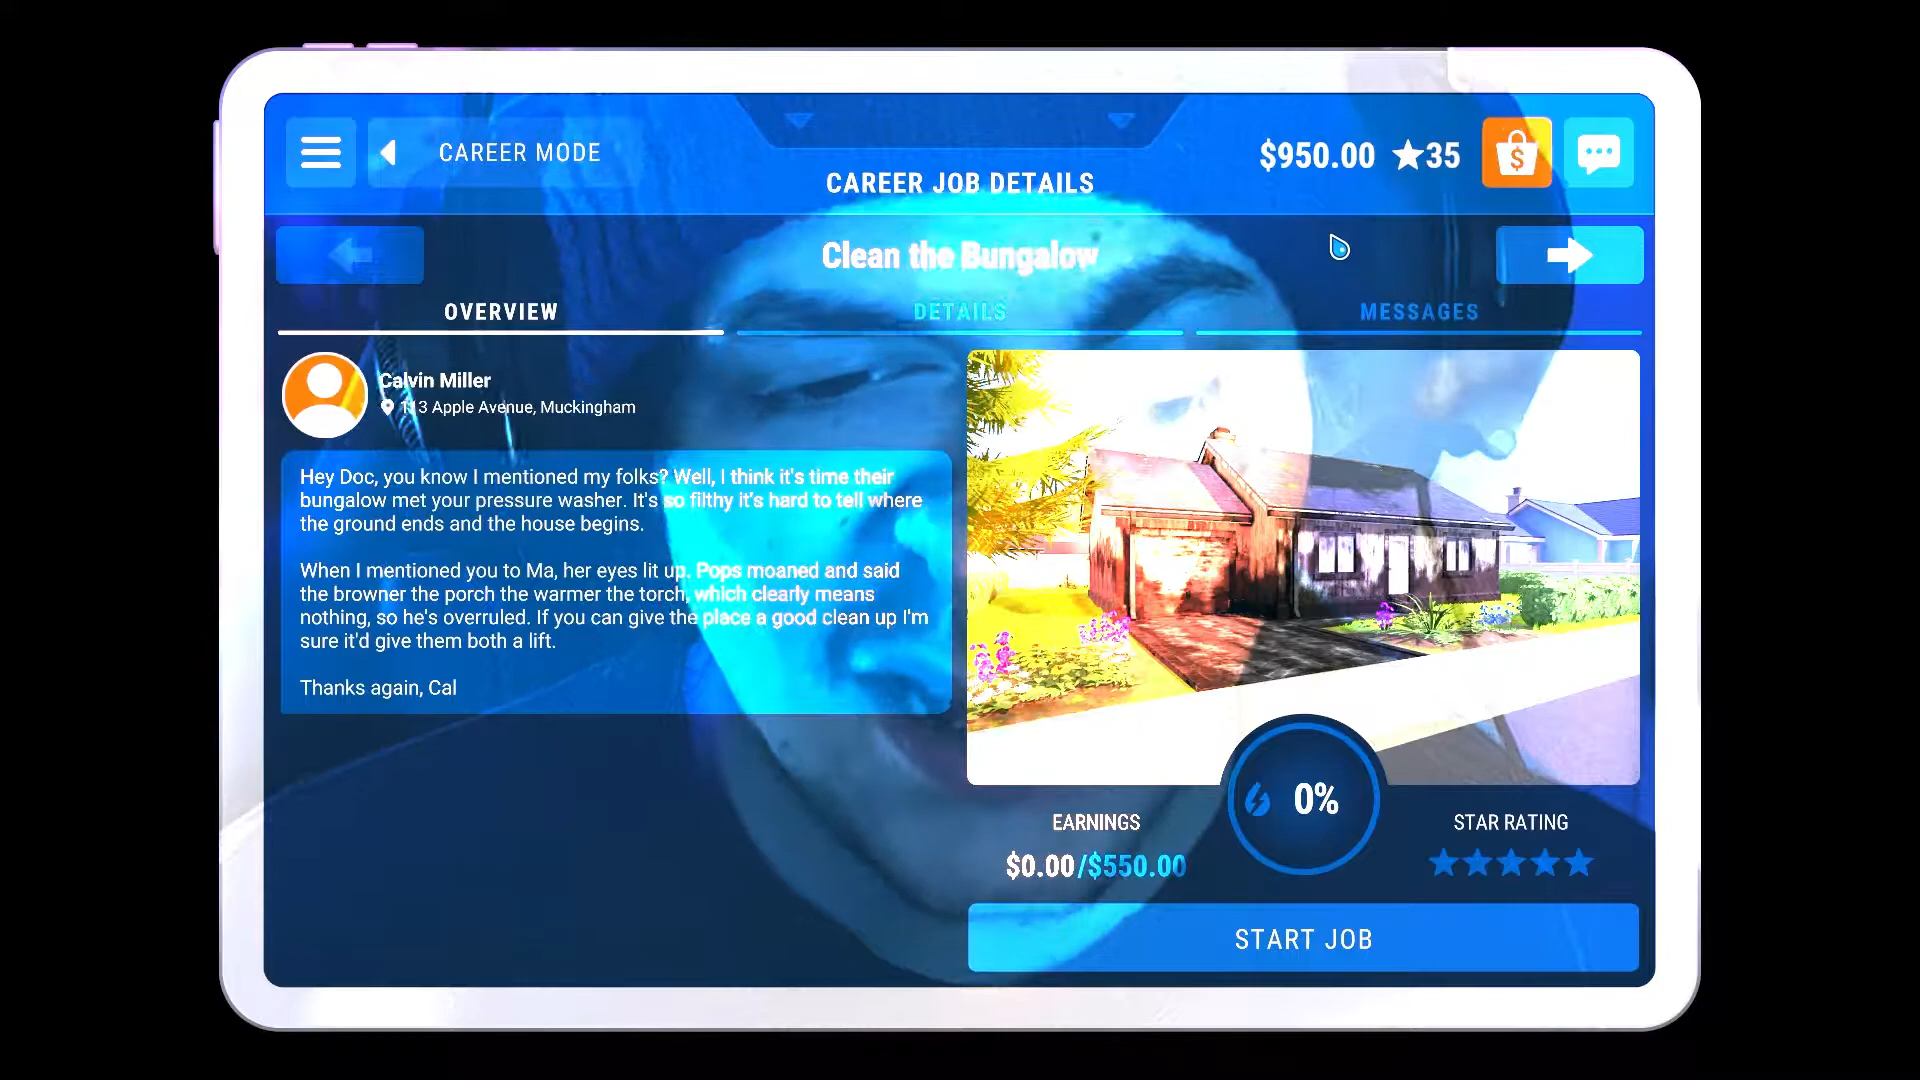 CAREER MODE
CAREER JOB DETAILS
$950.00 ★35
Clean the Bungalow
OVERVIEW
DETAILS
MESSAGES
Calvin Miller
113 Apple Avenue, Muckingham
Hey Doc, you know I mentioned my folks? Well, I think it's time their
bungalow met your pressure washer. It's so filthy it's hard to tell where
the ground ends and the house begins.
When I mentioned you to Ma, her eyes lit up. Pops moaned and said
the browner the porch the warmer the torch, which clearly means
nothing, so he's overruled. If you can give the place a good clean up I'm
sure it'd give them both a lift.
Thanks again, Cal
0%
EARNINGS
$0.00/$550.00
STAR RATING
START JOB